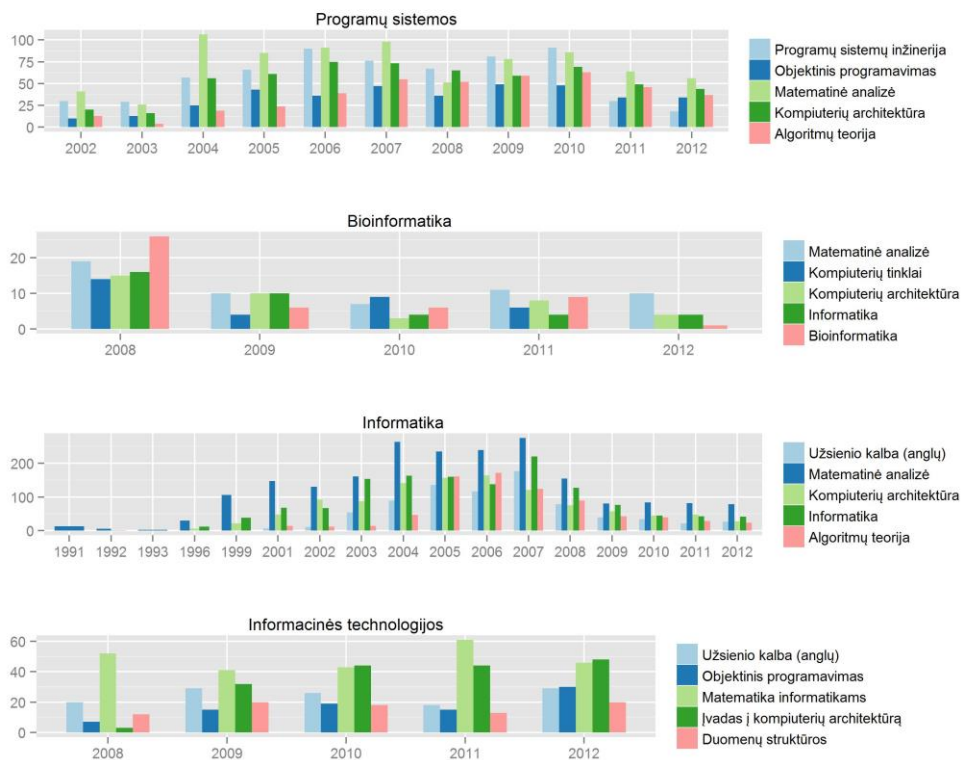 Programų sistemos
100
75
50
25
0
2002 2003 2004 2005 2006 2007 2008 2009 2010 2011 2012
Programų sistemų inžinerija
Objektinis programavimas
Matematinė analizė
Kompiuterių architektūra
Algoritmų teorija
Bioinformatika
20
10
0
2008 2009 2010 2011 2012
Matematinė analizė
Kompiuterių tinklai
Kompiuterių architektūra
Informatika
Bioinformatika
Informatika
200
100
0
1991 1992 1993 1996 1999 2001 2002 2003 2004 2005 2006 2007 2008 2009 2010 2011 2012
Užsienio kalba (anglų)
Matematinė analizė
Kompiuterių architektūra
Informatika
Algoritmų teorija
Informacinės technologijos
60
40
20
0
2008 2009 2010 2011 2012
Užsienio kalba (anglų)
Objektinis programavimas
Matematika informatikams
Įvadas į kompiuterių architektūrą
Duomenų struktūros